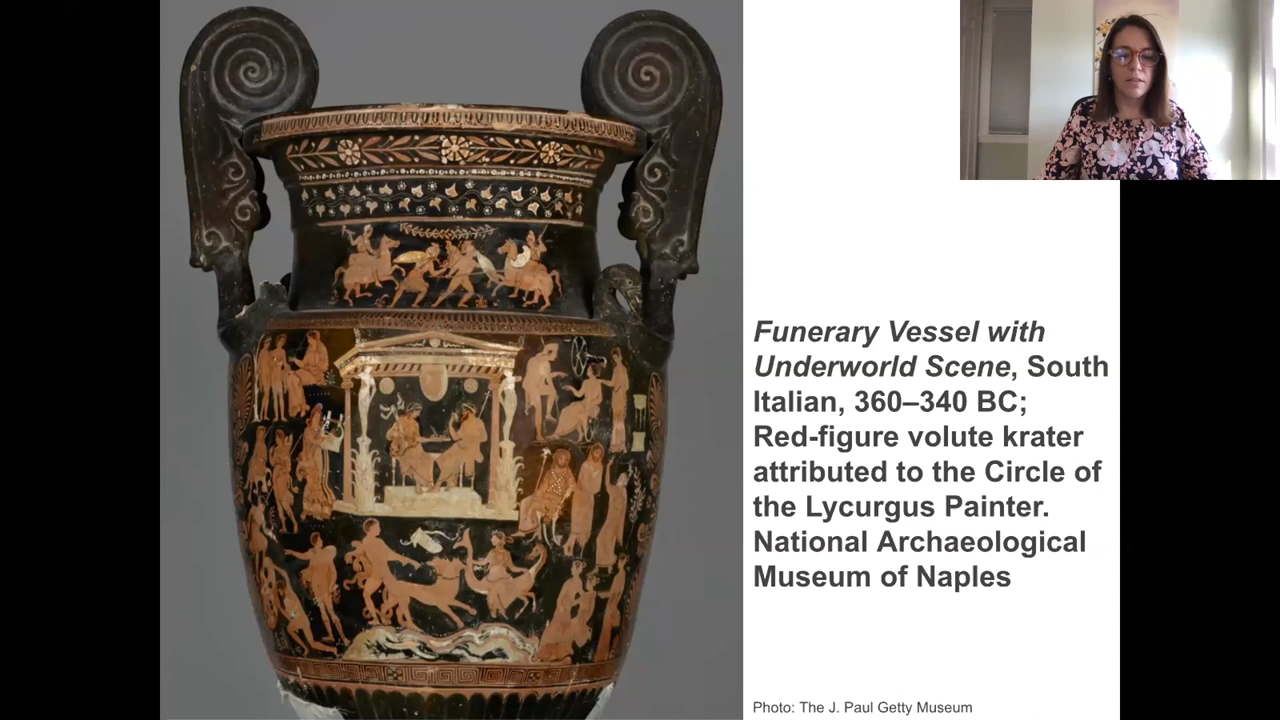 Funerary Vessel with
Underworld Scene, South
Italian, 360–340 BC;
Red-figure volute krater
attributed to the Circle of
the Lycurgus Painter.
National Archaeological
Museum of Naples
Photo: The J. Paul Getty Museum